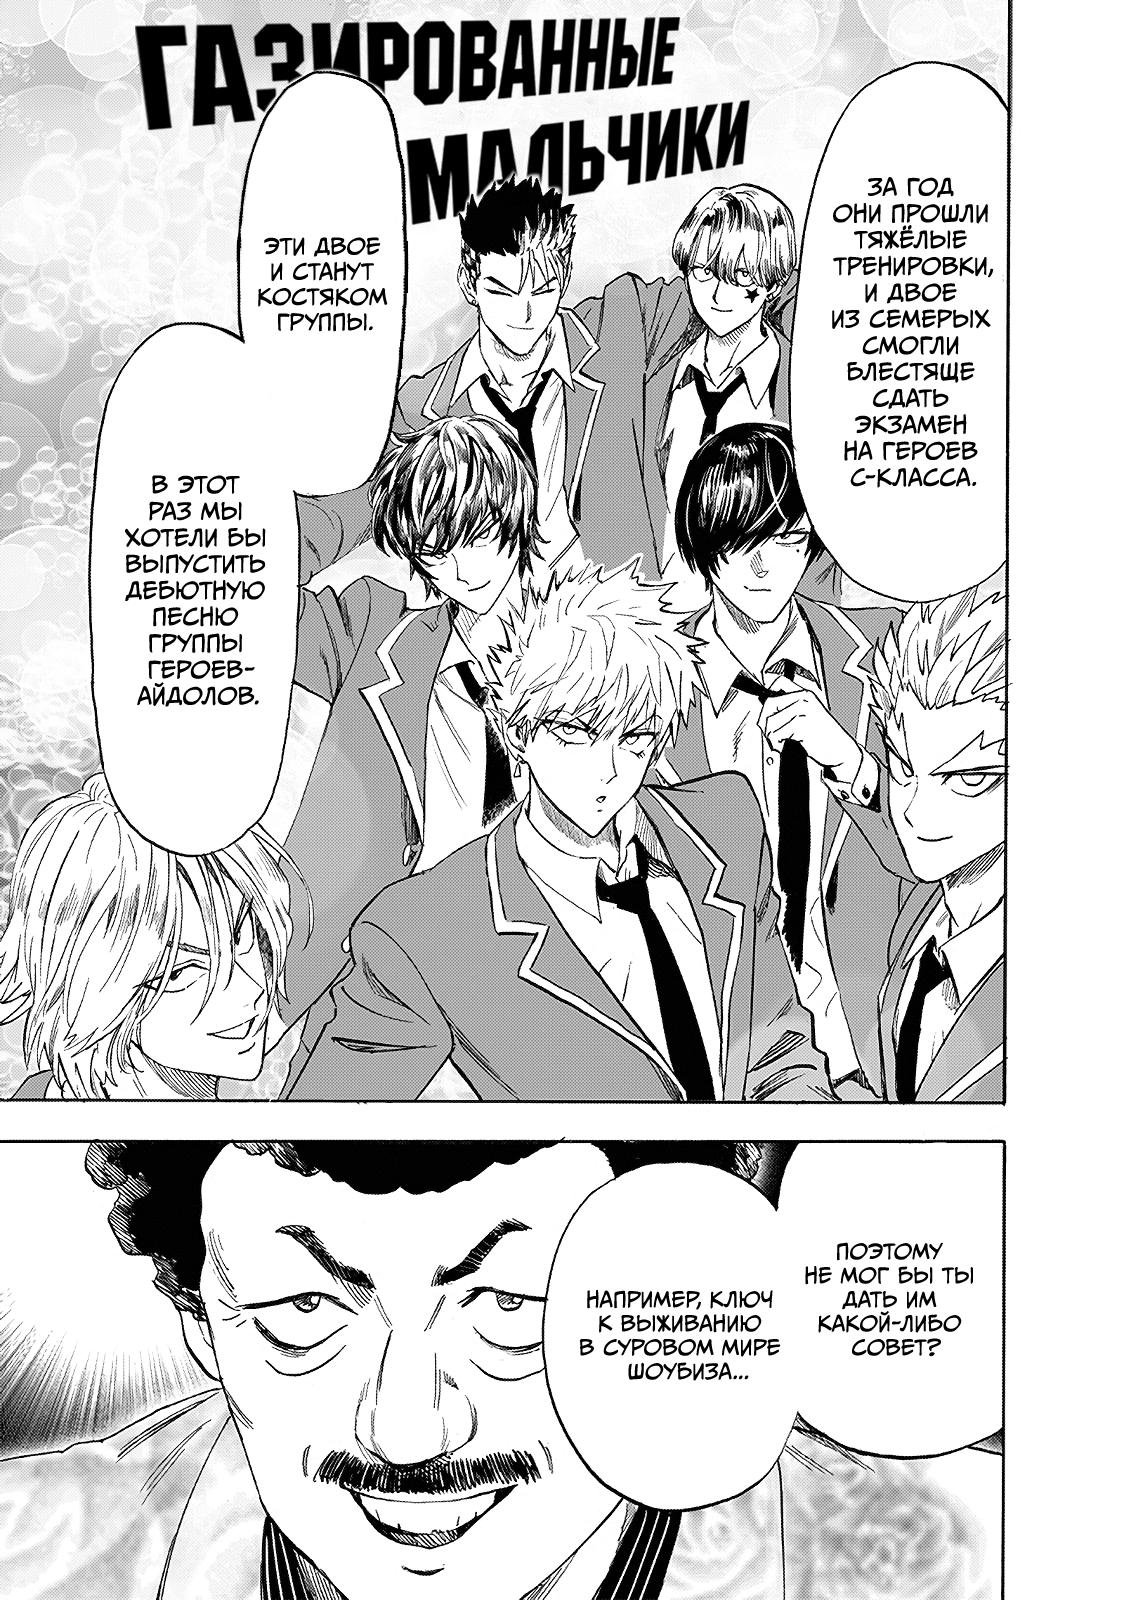 ГАЗИРОВАННЫЕ
МАЛЬЧИКИ
ЗА ГОД
ОНИ ПРОШЛИ
ТЯЖЁЛЫЕ
ТРЕНИРОВКИ,
И ДВОЕ
ИЗ СЕМЕРЫХ
СМОГЛИ
БЛЕСТЯЩЕ
СДАТЬ
ЭКЗАМЕН
НА ГЕРОЕВ
С-КЛАССА.
ЭТИ ДВОЕ
И СТАНУТ
КОСТЯКОМ
ГРУППЫ.
В ЭТОТ
РАЗ МЫ
ХОТЕЛИ БЫ
ВЫПУСТИТЬ
ДЕБЮТНУЮ
ПЕСНЮ
ГРУППЫ
ГЕРОЕВ-
АЙДОЛОВ.
ПОЭТОМУ
НЕ МОГ БЫ ТЫ
ДАТЬ ИМ
КАКОЙ-ЛИБО
СОВЕТ?
НАПРИМЕР, КЛЮЧ
К ВЫЖИВАНИЮ
В СУРОВОМ МИРЕ
ШОУБИЗА...